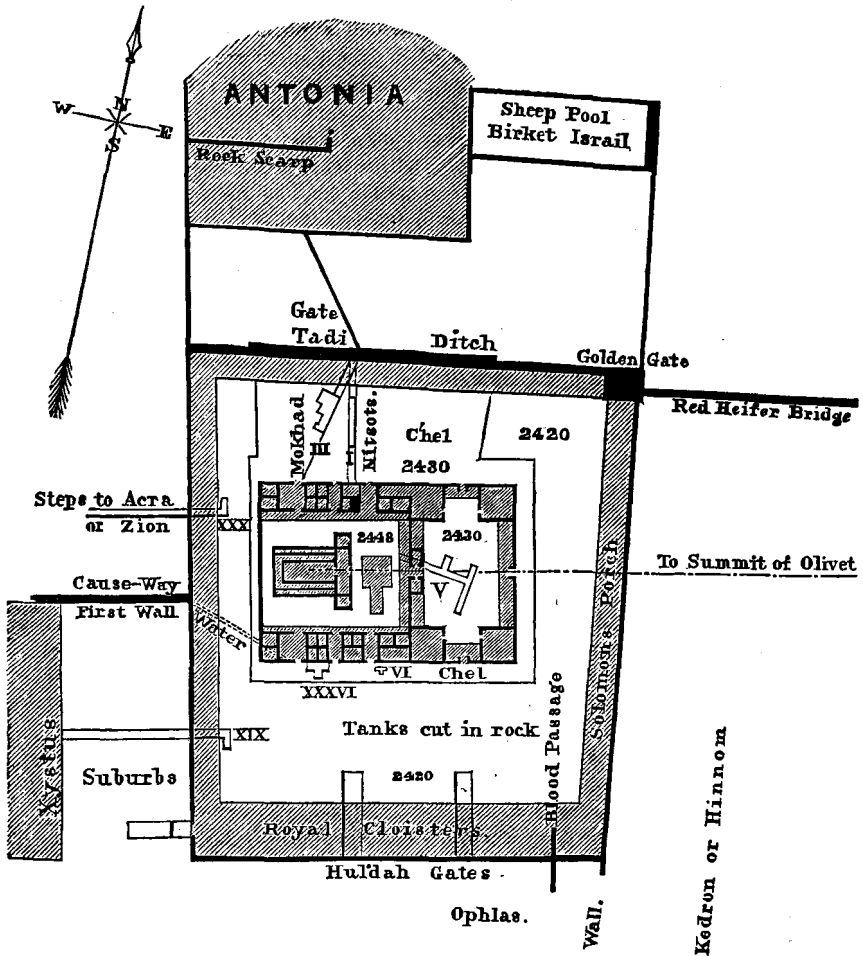 ANTONIA
Sheep Pool
Birket Israil
N
W
E
S
Rock Scarp
Gate
Tadi
Ditch
Golden Gate
Red Heifer Bridge
Mokhad
III
I
Nitsots.
Chel
2430
2420
Steps to Acra
or Zion
XXX
2448
2430
To Summit of Olivet
V
Cause-Way
First Wall
Water
Solomons Porch
VI
Chel
XXXVI
Xystus
XIX
Tanks cut in rock
Blood Passage
Suburbs
2420
Royal Cloisters.
Huldah Gates
Ophlas.
Wall.
Kedron or Hinnom